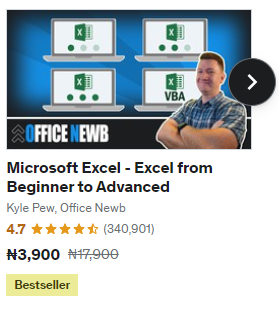 VBA
OFFICE NEWB
Microsoft Excel - Excel from
Beginner to Advanced
Kyle Pew, Office Newb
4.7 (340,901)
₦3,900 ₦17,900
Bestseller